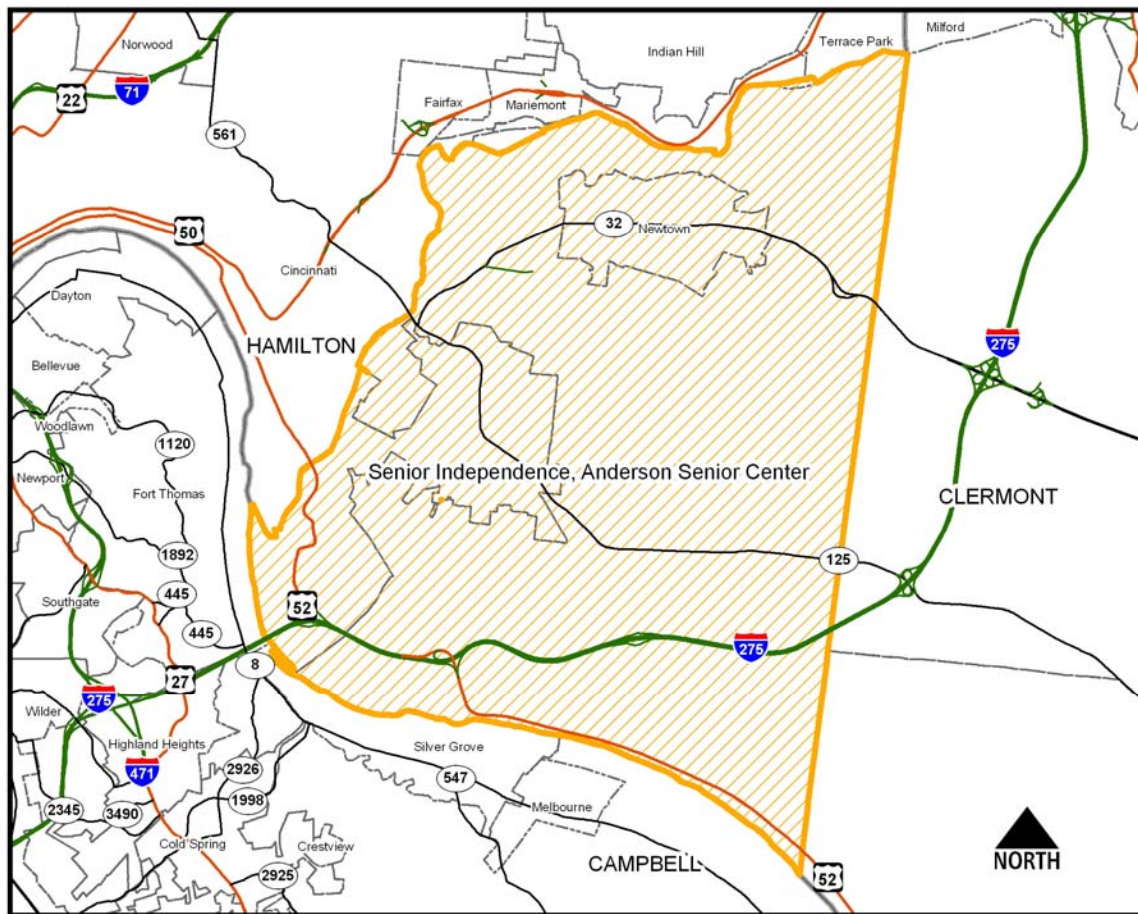 Norwood
Indian Hill
Terrace Park
Milford
22
71
Fairfax
Mariemont
561
50
32
Newtown
Cincinnati
Dayton
HAMILTON
275
Bellevue
Woodlawn
1120
Senior Independence, Anderson Senior Center
Newport
Fort Thomas
CLERMONT
1892
125
445
Southgate
52
445
8
275
27
275
Wilder
Highland Heights
Silver Grove
471
2926
547
2345
3490
1998
Melbourne
Cold Spring
Crestview
CAMPBELL
2925
52
NORTH